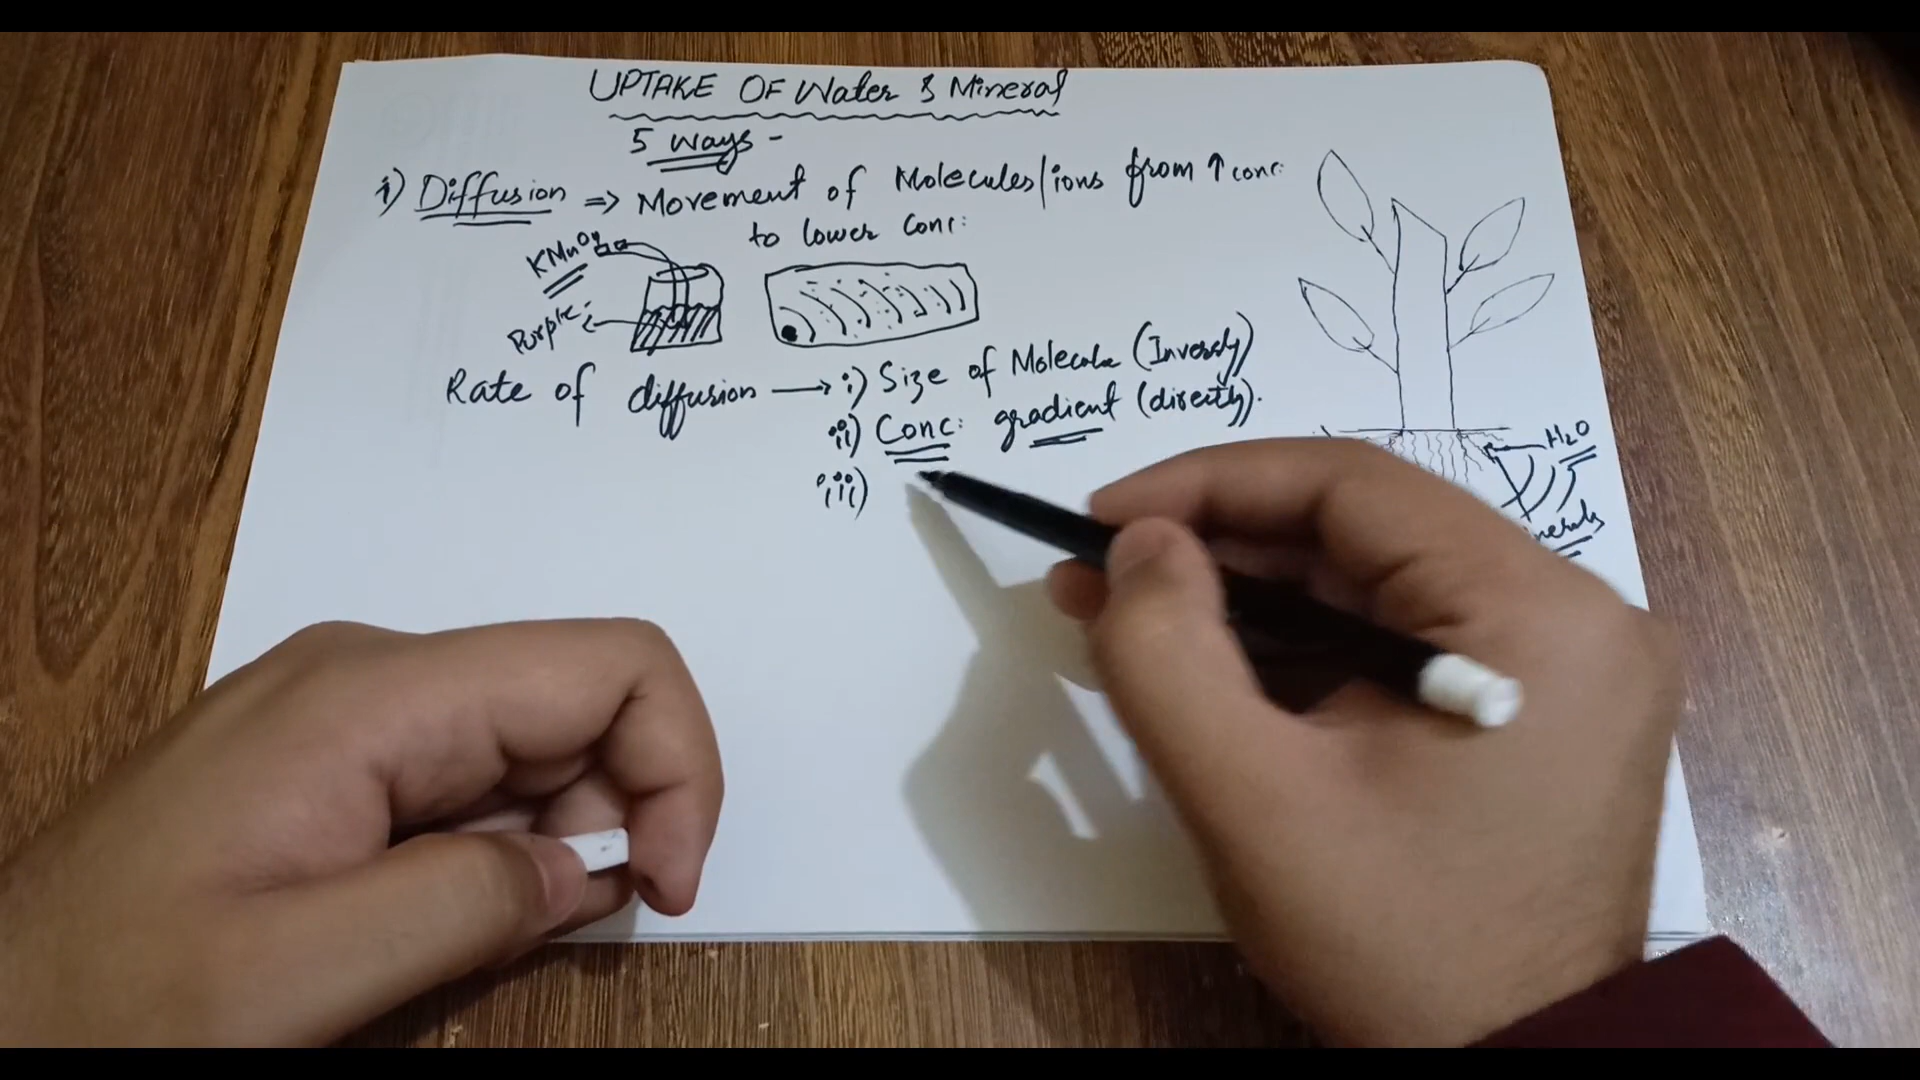 UPTAKE OF Water & Mineral
5 ways -
i) Diffusion => Movement of Molecules/ions from ↑ conc:
to lower Conc:
KMnO4
Purple:
Rate of diffusion → i) Size of Molecule (Inversly)
ii) Conc: gradient (directly).
iii)
H2O